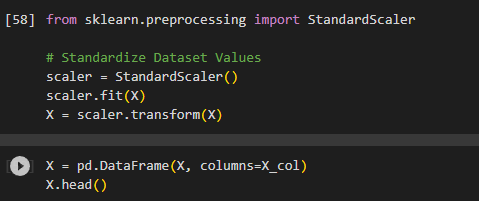 [58] from sklearn.preprocessing import StandardScaler
# Standardize Dataset Values
scaler = StandardScaler()
scaler.fit(X)
X = scaler.transform(X)
X = pd.DataFrame(X, columns=X_col)
X.head()